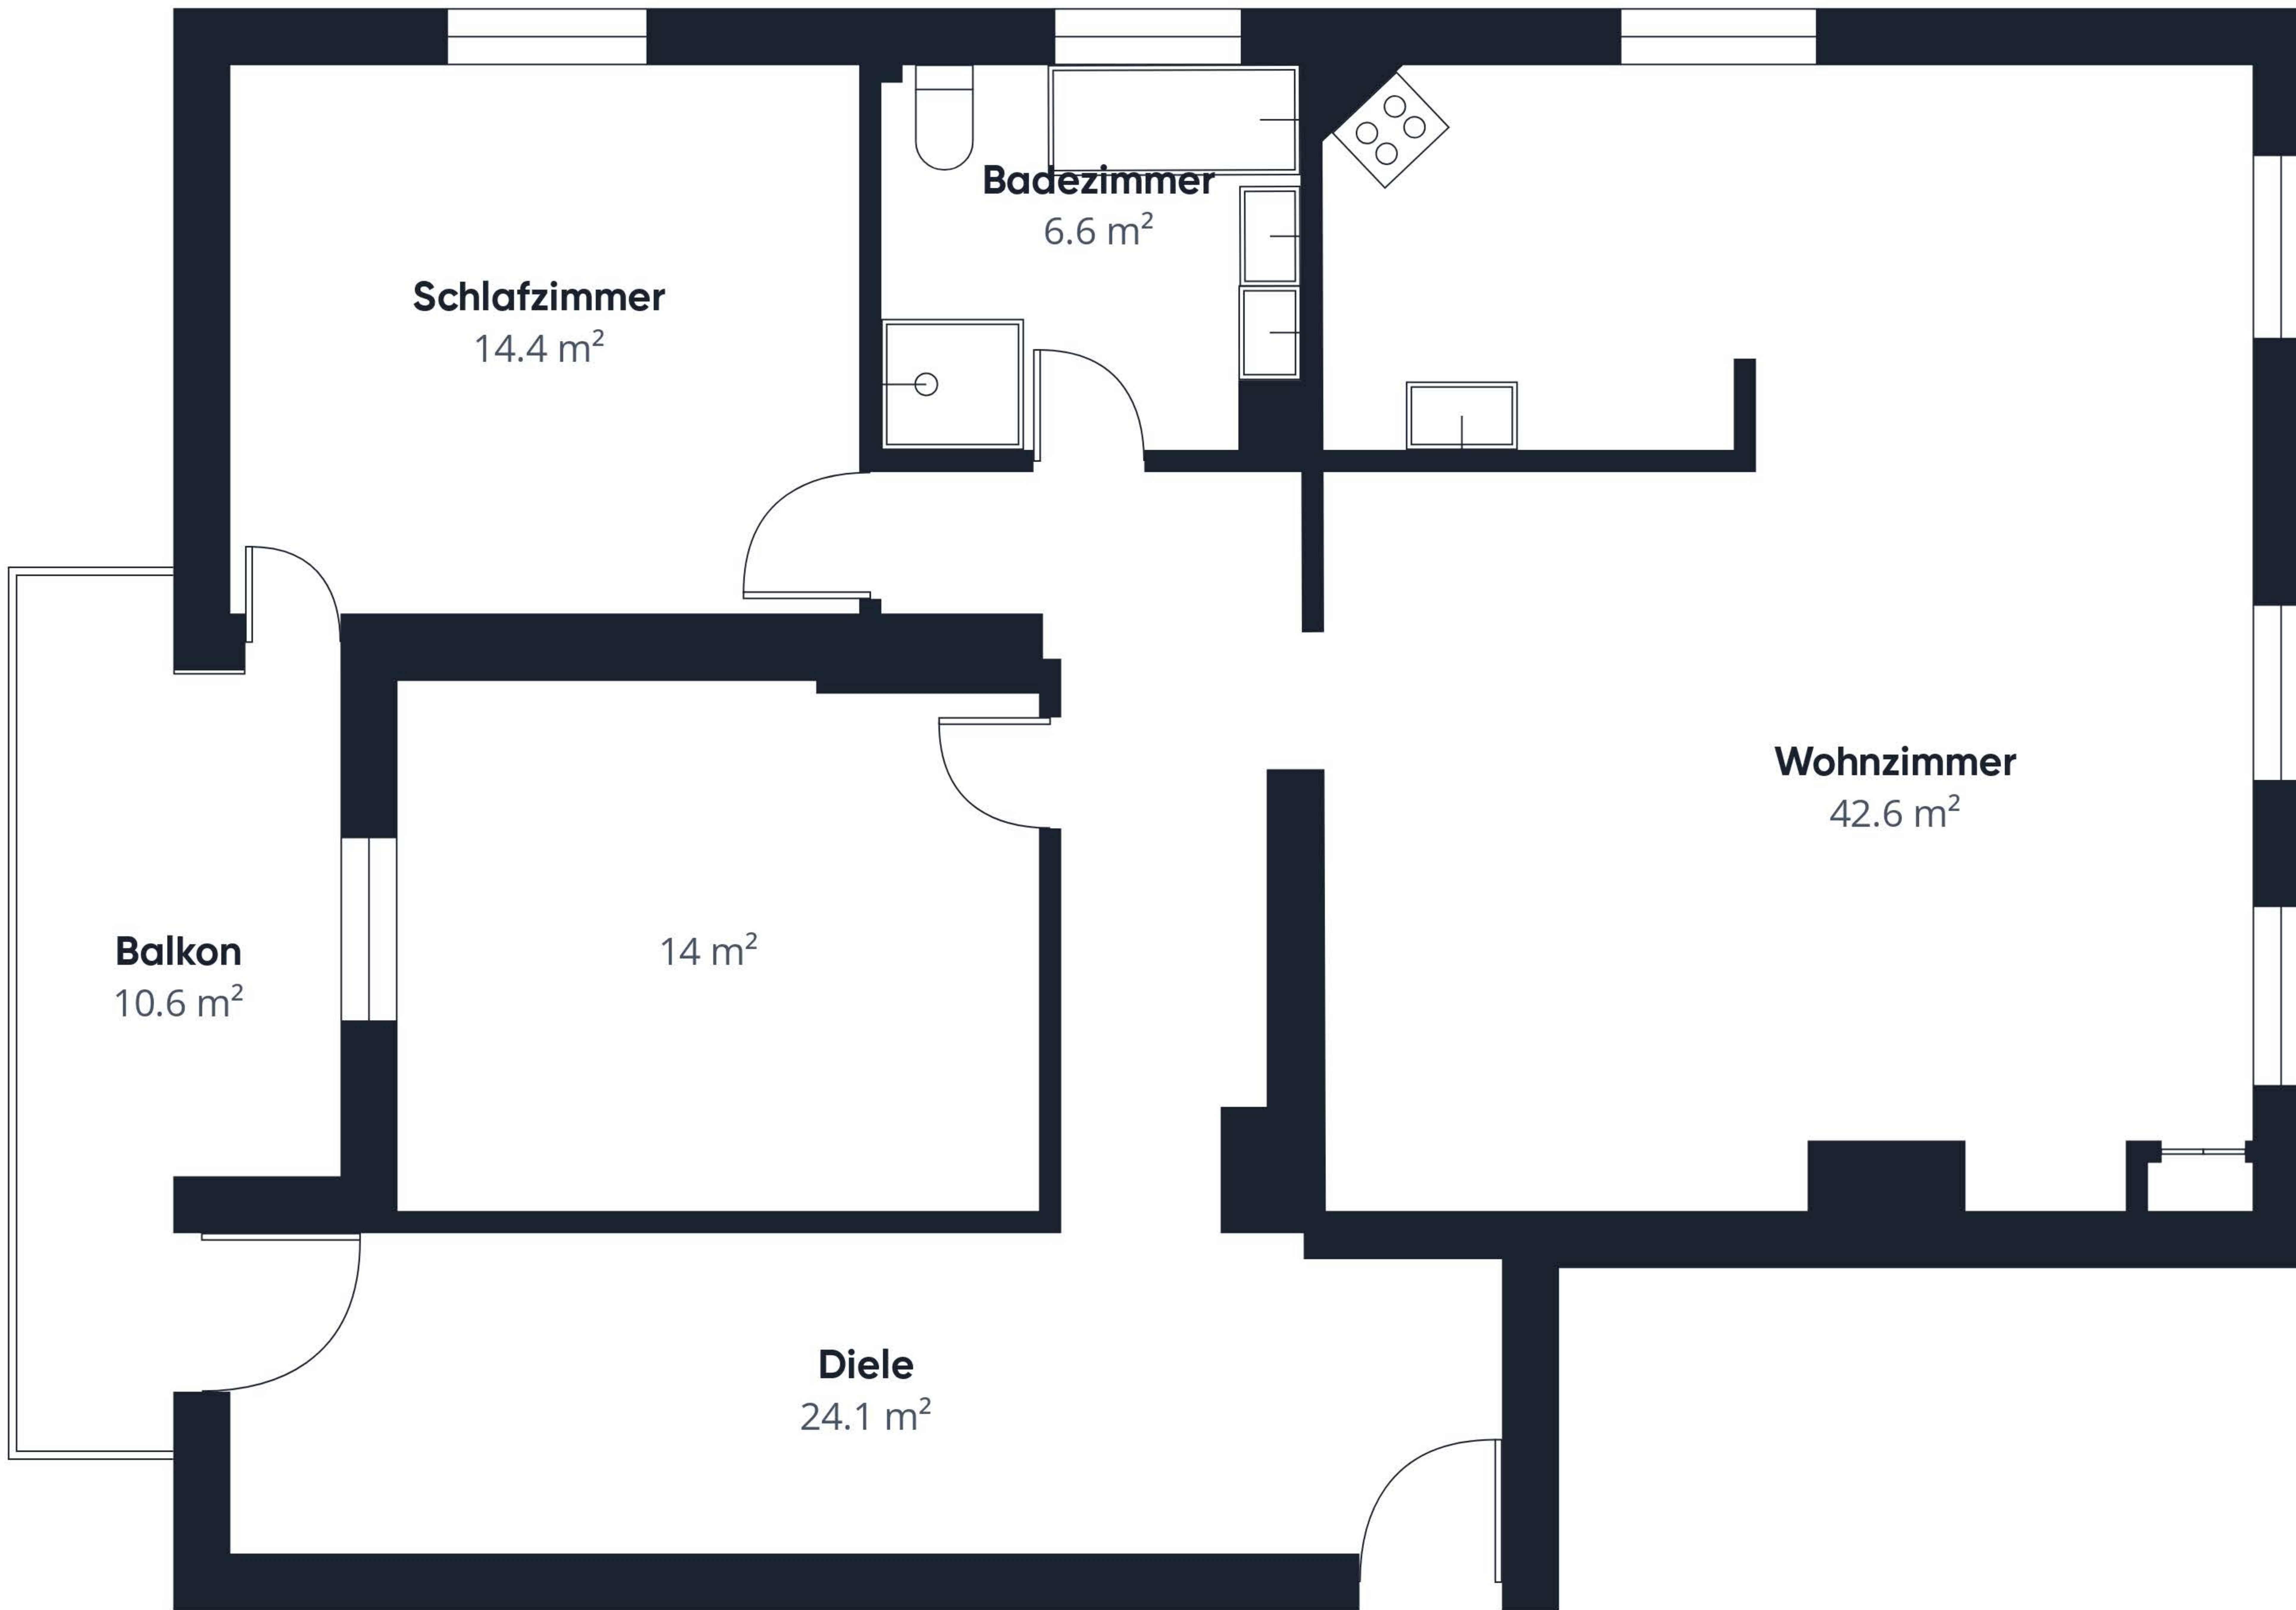 Badezimmer
6.6 m²
Schlafzimmer
14.4 m²
Wohnzimmer
42.6 m²
Balkon
10.6 m²
14 m²
Diele
24.1 m²